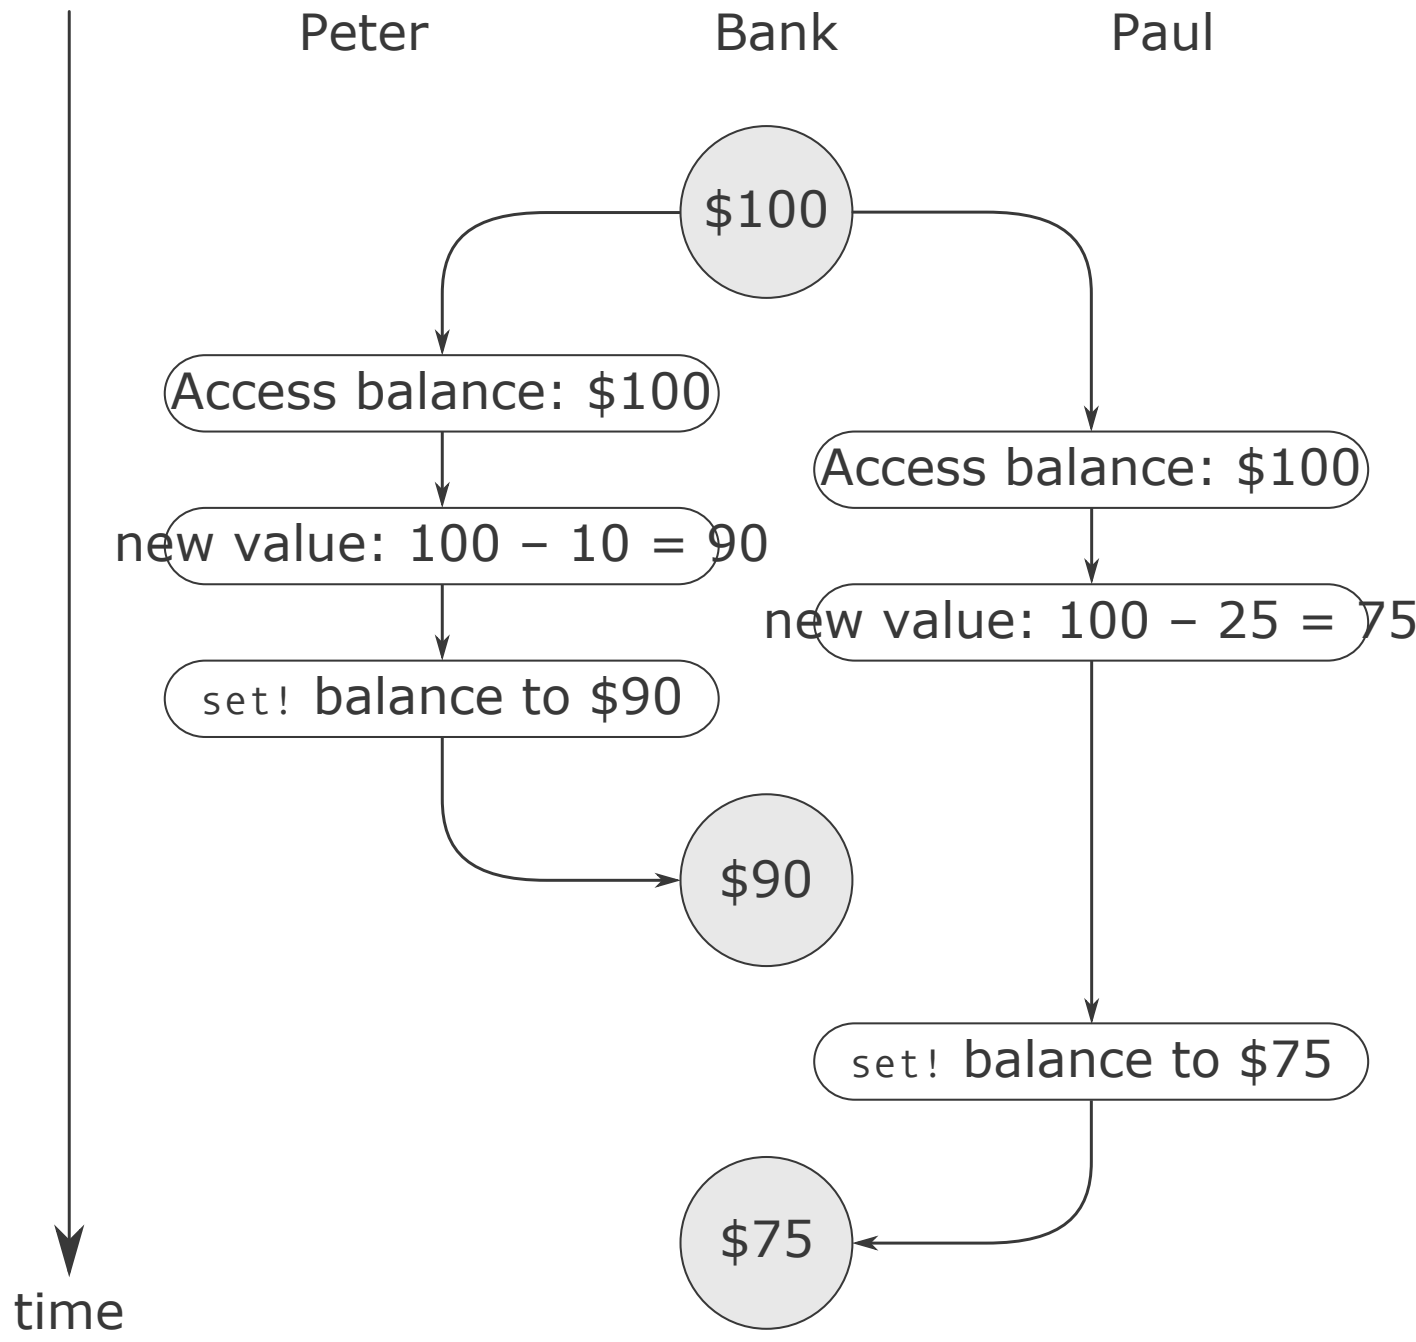 Peter Bank Paul
$100
Access balance: $100
Access balance: $100
new value: 100 – 10 = 90
new value: 100 – 25 = 75
set! balance to $90
$90
set! balance to $75
$75
time